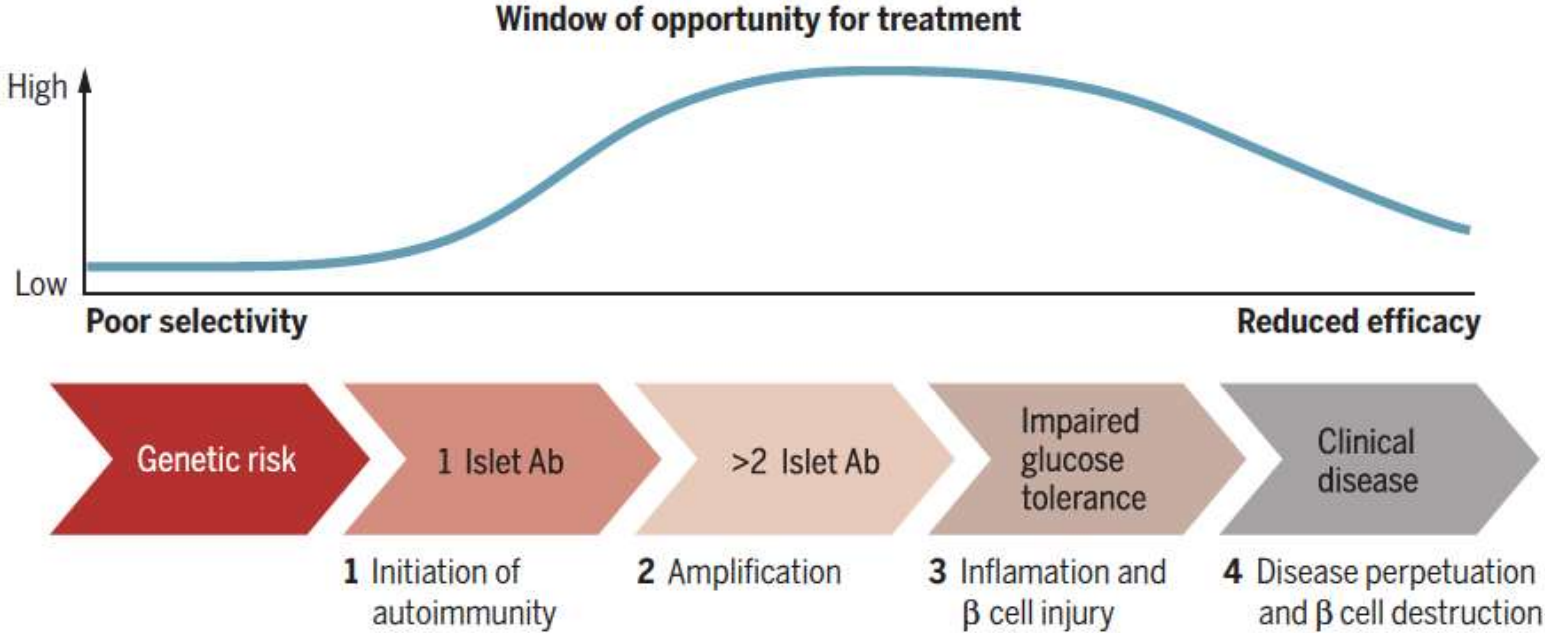 Window of opportunity for treatment
High
Low
Poor selectivity
Reduced efficacy
Genetic risk
1 Islet Ab
>2 Islet Ab
Impaired
glucose
tolerance
Clinical
disease
1 Initiation of
autoimmunity
2 Amplification
3 Inflamation and
β cell injury
4 Disease perpetuation
and β cell destruction